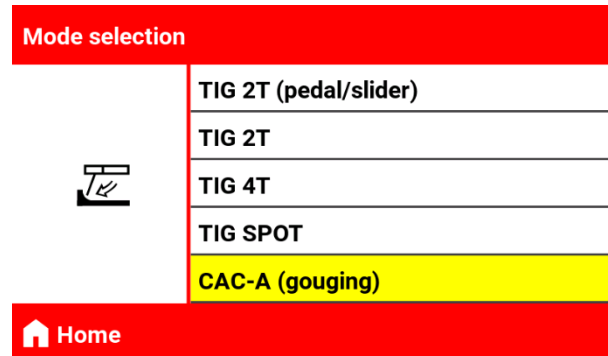 Mode selection
TIG 2T (pedal/slider)
TIG 2T
TIG 4T
TIG SPOT
CAC-A (gouging)
Home